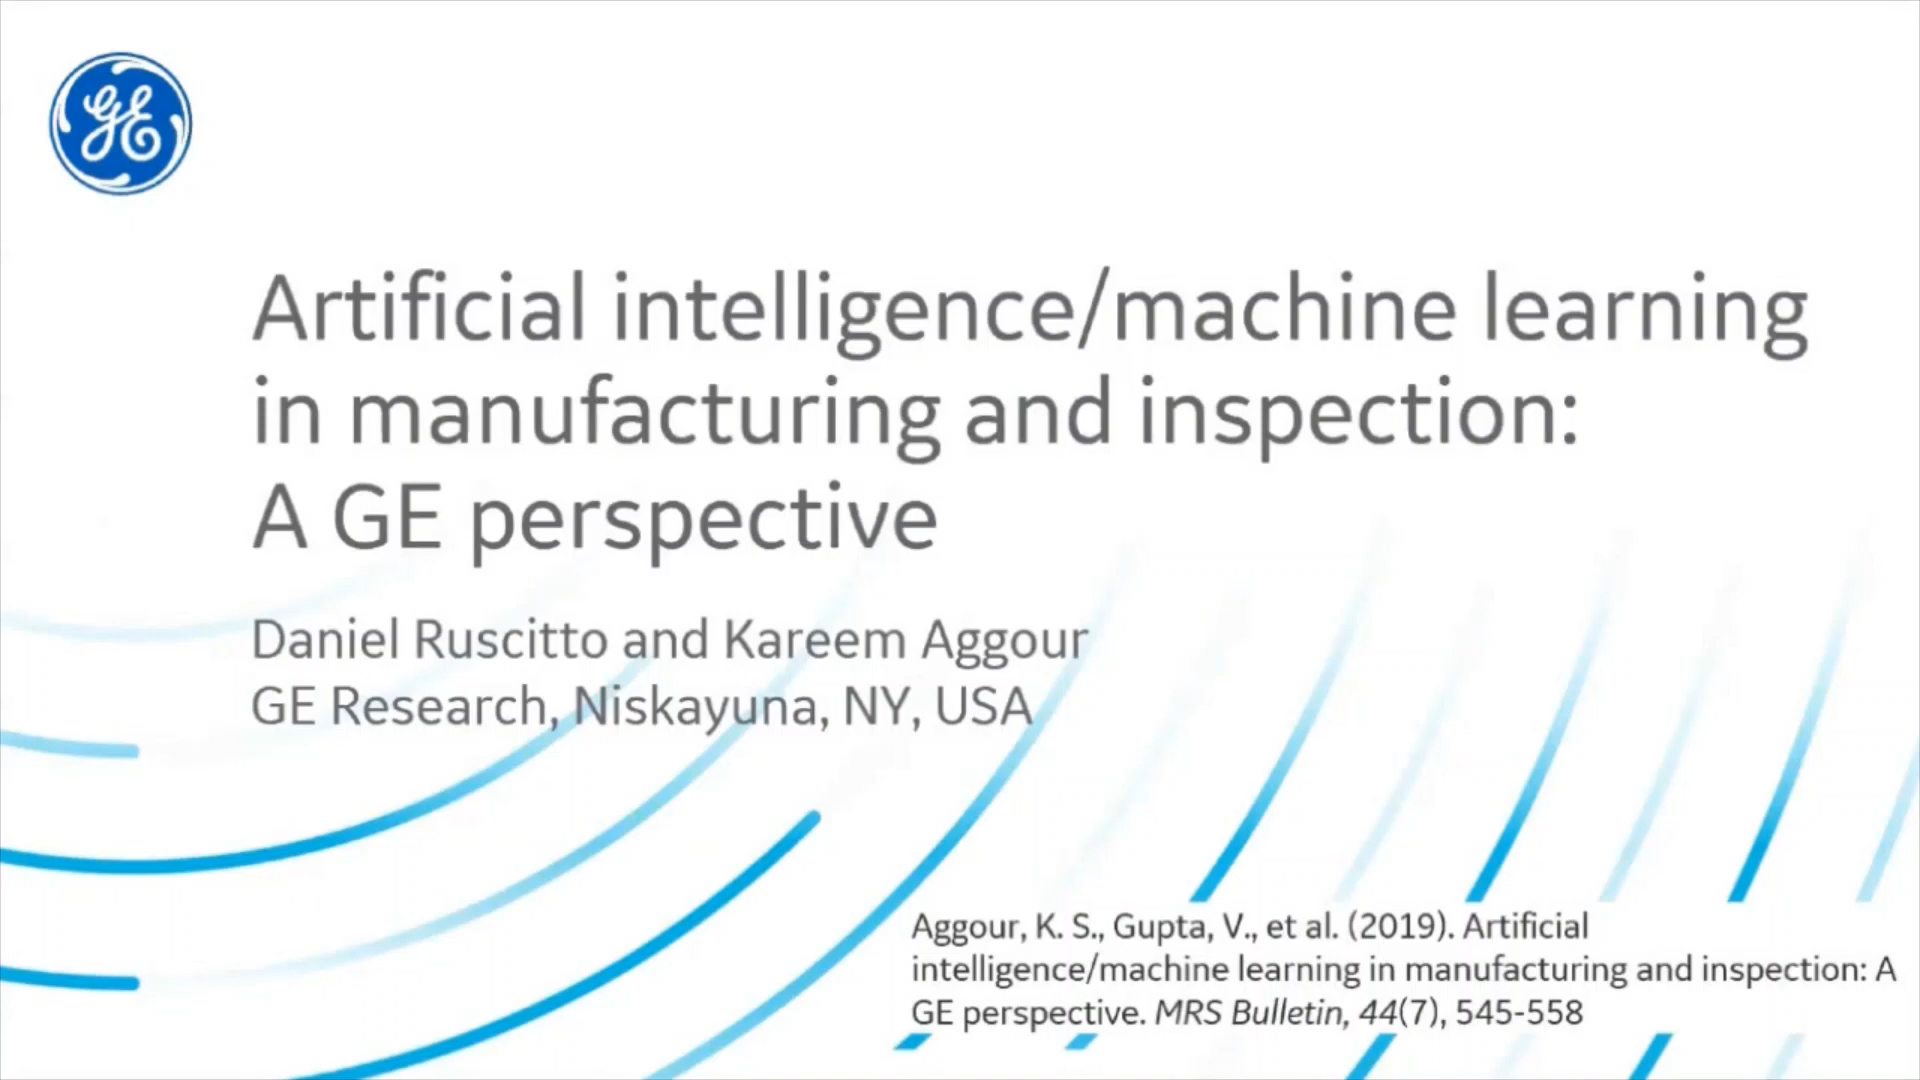 GE
Artificial intelligence/machine learning
in manufacturing and inspection:
A GE perspective
Daniel Ruscitto and Kareem Aggour
GE Research, Niskayuna, NY, USA
Aggour, K. S., Gupta, V., et al. (2019). Artificial
intelligence/machine learning in manufacturing and inspection: A
GE perspective. MRS Bulletin, 44(7), 545-558